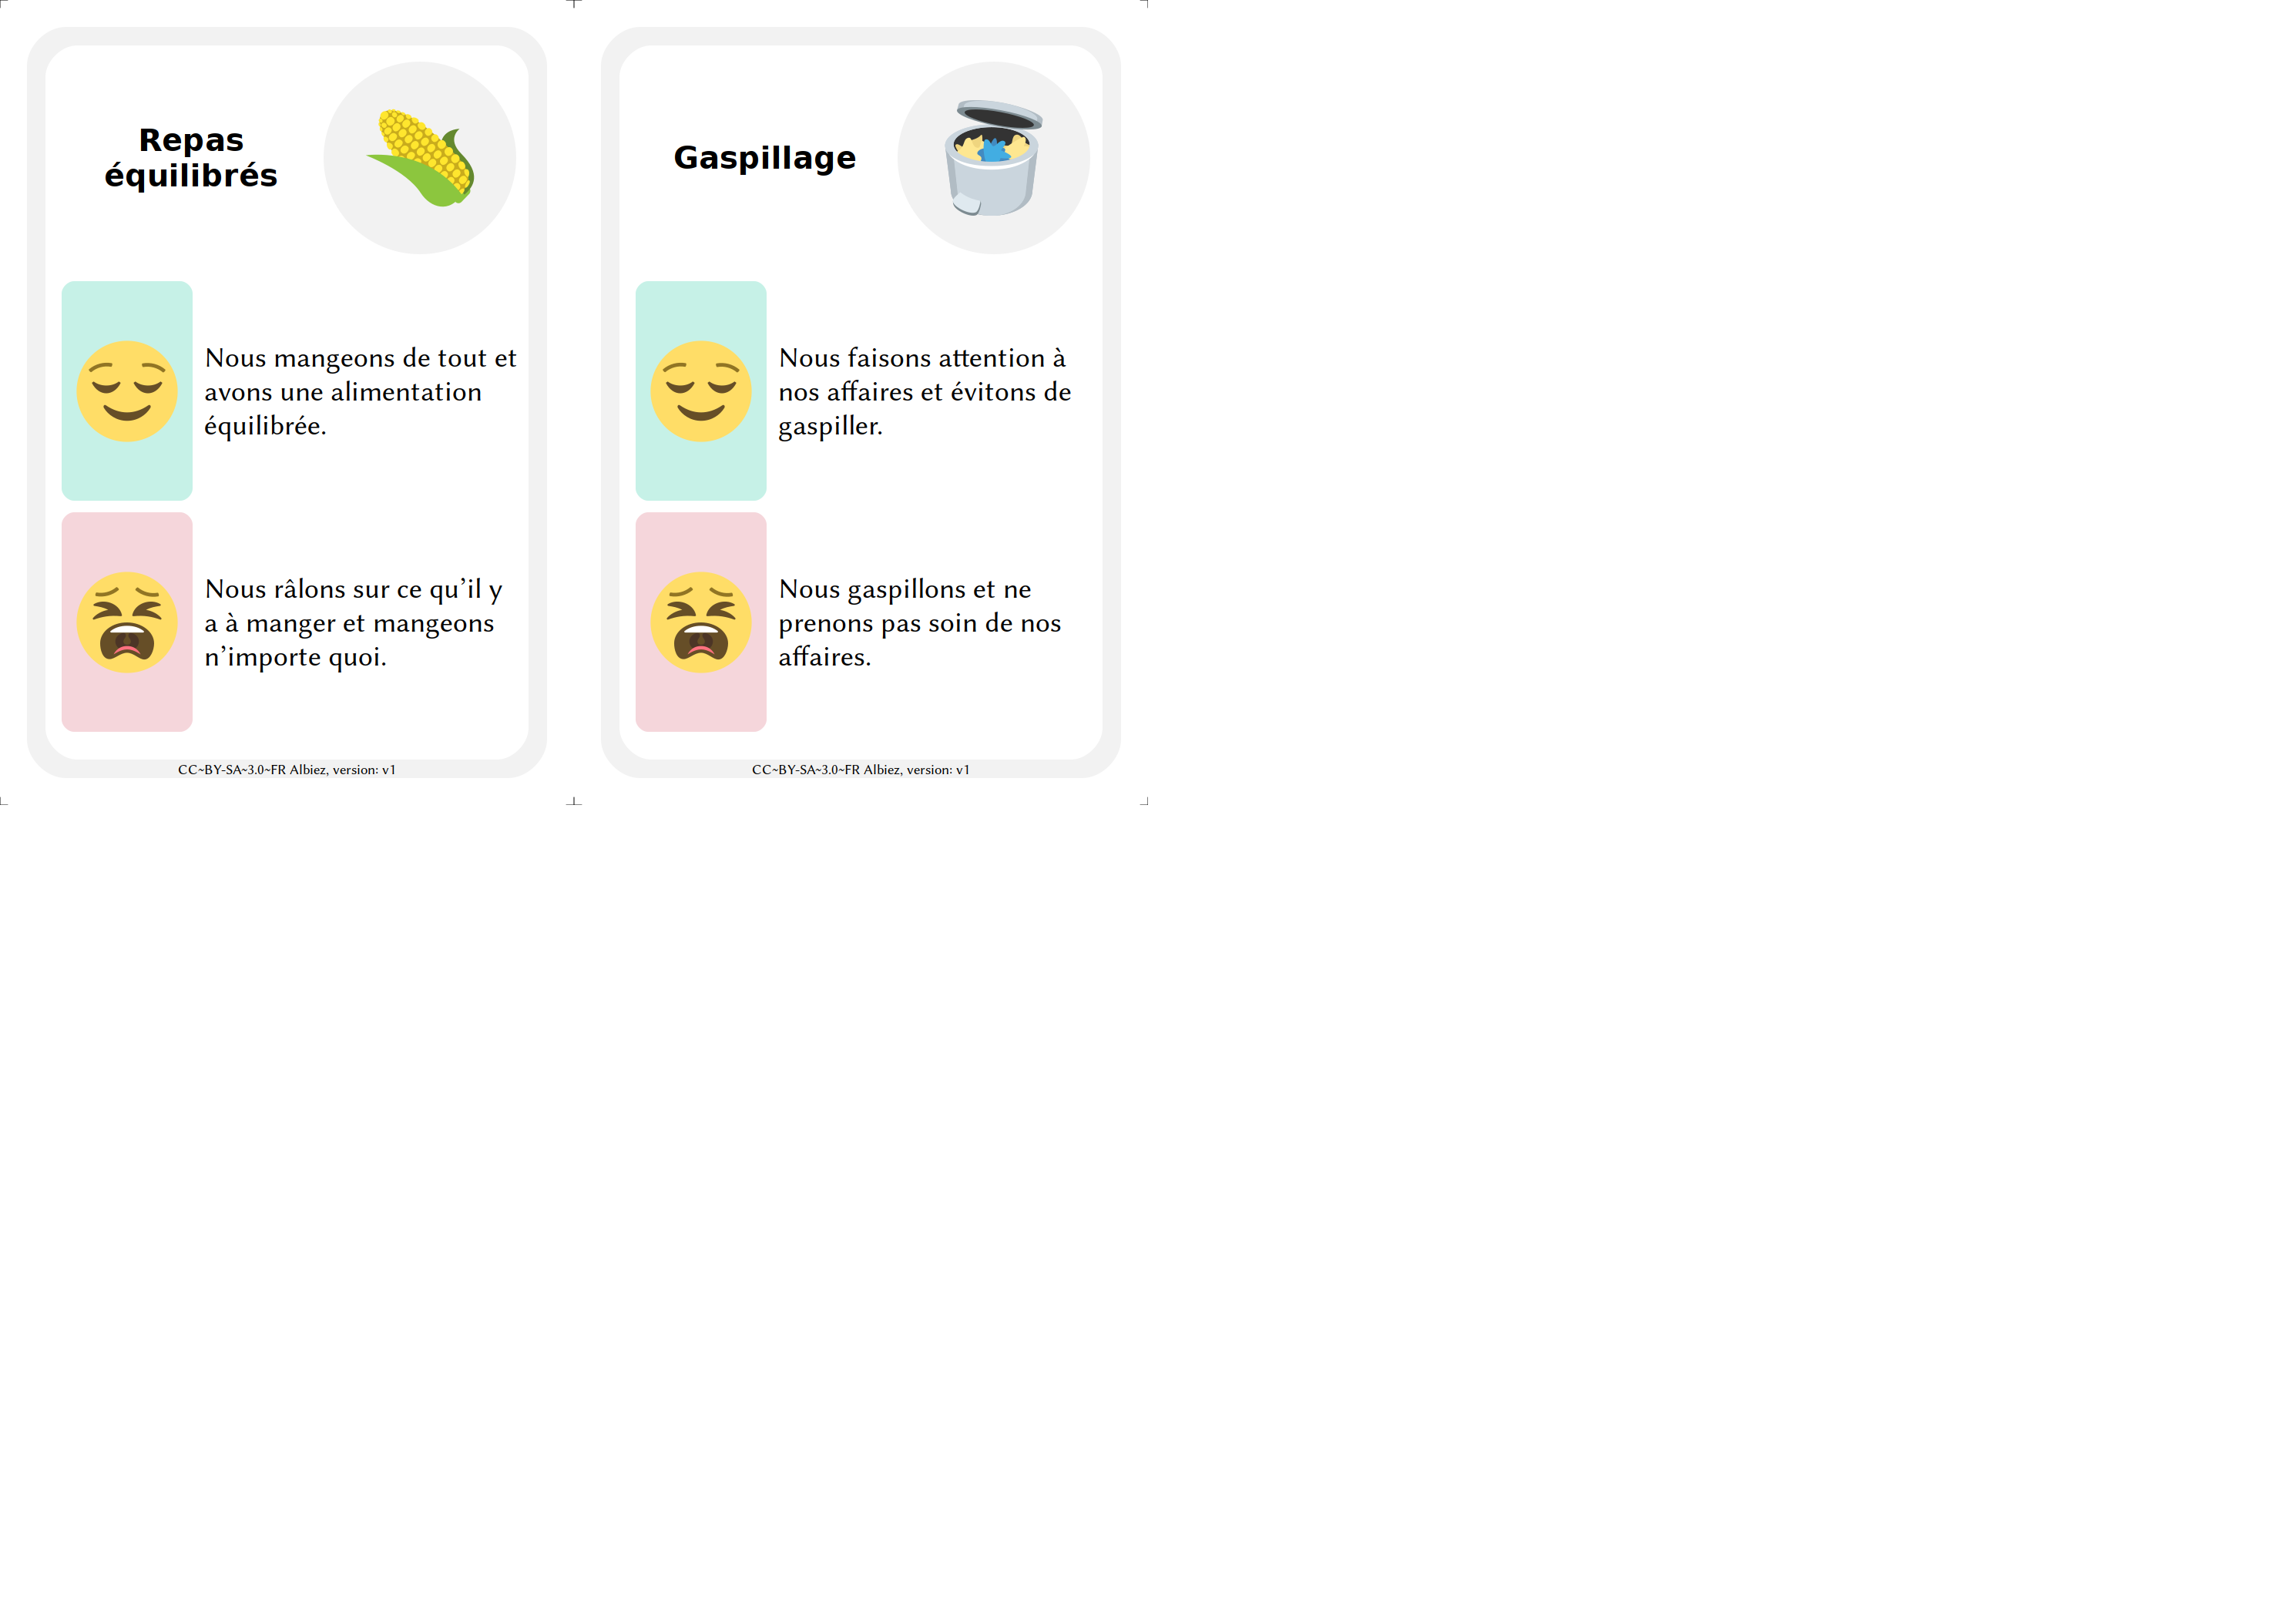 Repas
équilibrés
Nous mangeons de tout et
avons une alimentation
équilibrée.
Nous râlons sur ce qu’il y
a à manger et mangeons
n’importe quoi.
CC~BY-SA~3.0~FR Albiez, version: v1
Gaspillage
Nous faisons attention à
nos affaires et évitons de
gaspiller.
Nous gaspillons et ne
prenons pas soin de nos
affaires.
CC~BY-SA~3.0~FR Albiez, version: v1